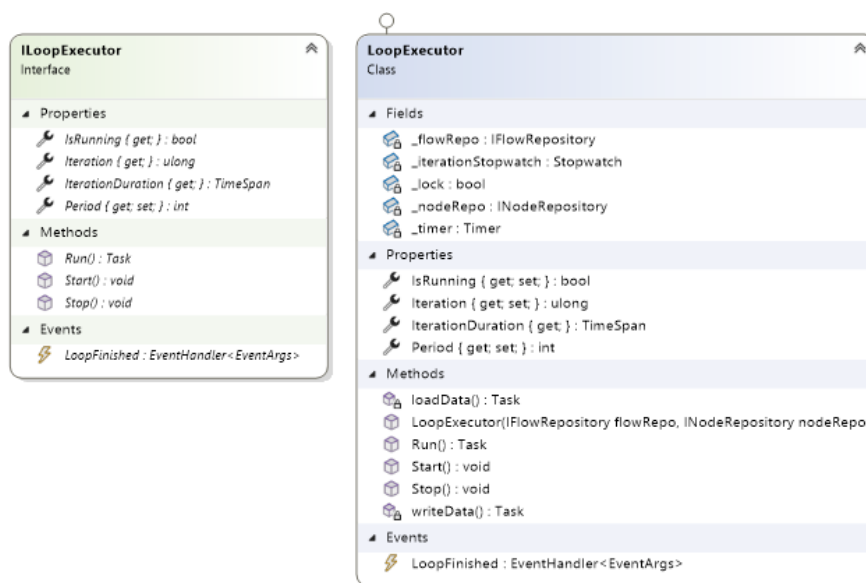 ILoopExecutor
Interface
Properties
IsRunning { get; } : bool
Iteration { get; } : ulong
IterationDuration { get; } : TimeSpan
Period { get; set; } : int
Methods
Run() : Task
Start() : void
Stop() : void
Events
LoopFinished : EventHandler<EventArgs>
LoopExecutor
Class
Fields
_flowRepo : IFlowRepository
_iterationStopwatch : Stopwatch
_lock : bool
_nodeRepo : INodeRepository
_timer : Timer
Properties
IsRunning { get; set; } : bool
Iteration { get; set; } : ulong
IterationDuration { get; } : TimeSpan
Period { get; set; } : int
Methods
loadData() : Task
LoopExecutor(IFlowRepository flowRepo, INodeRepository nodeRepo
Run() : Task
Start() : void
Stop() : void
writeData() : Task
Events
LoopFinished : EventHandler<EventArgs>